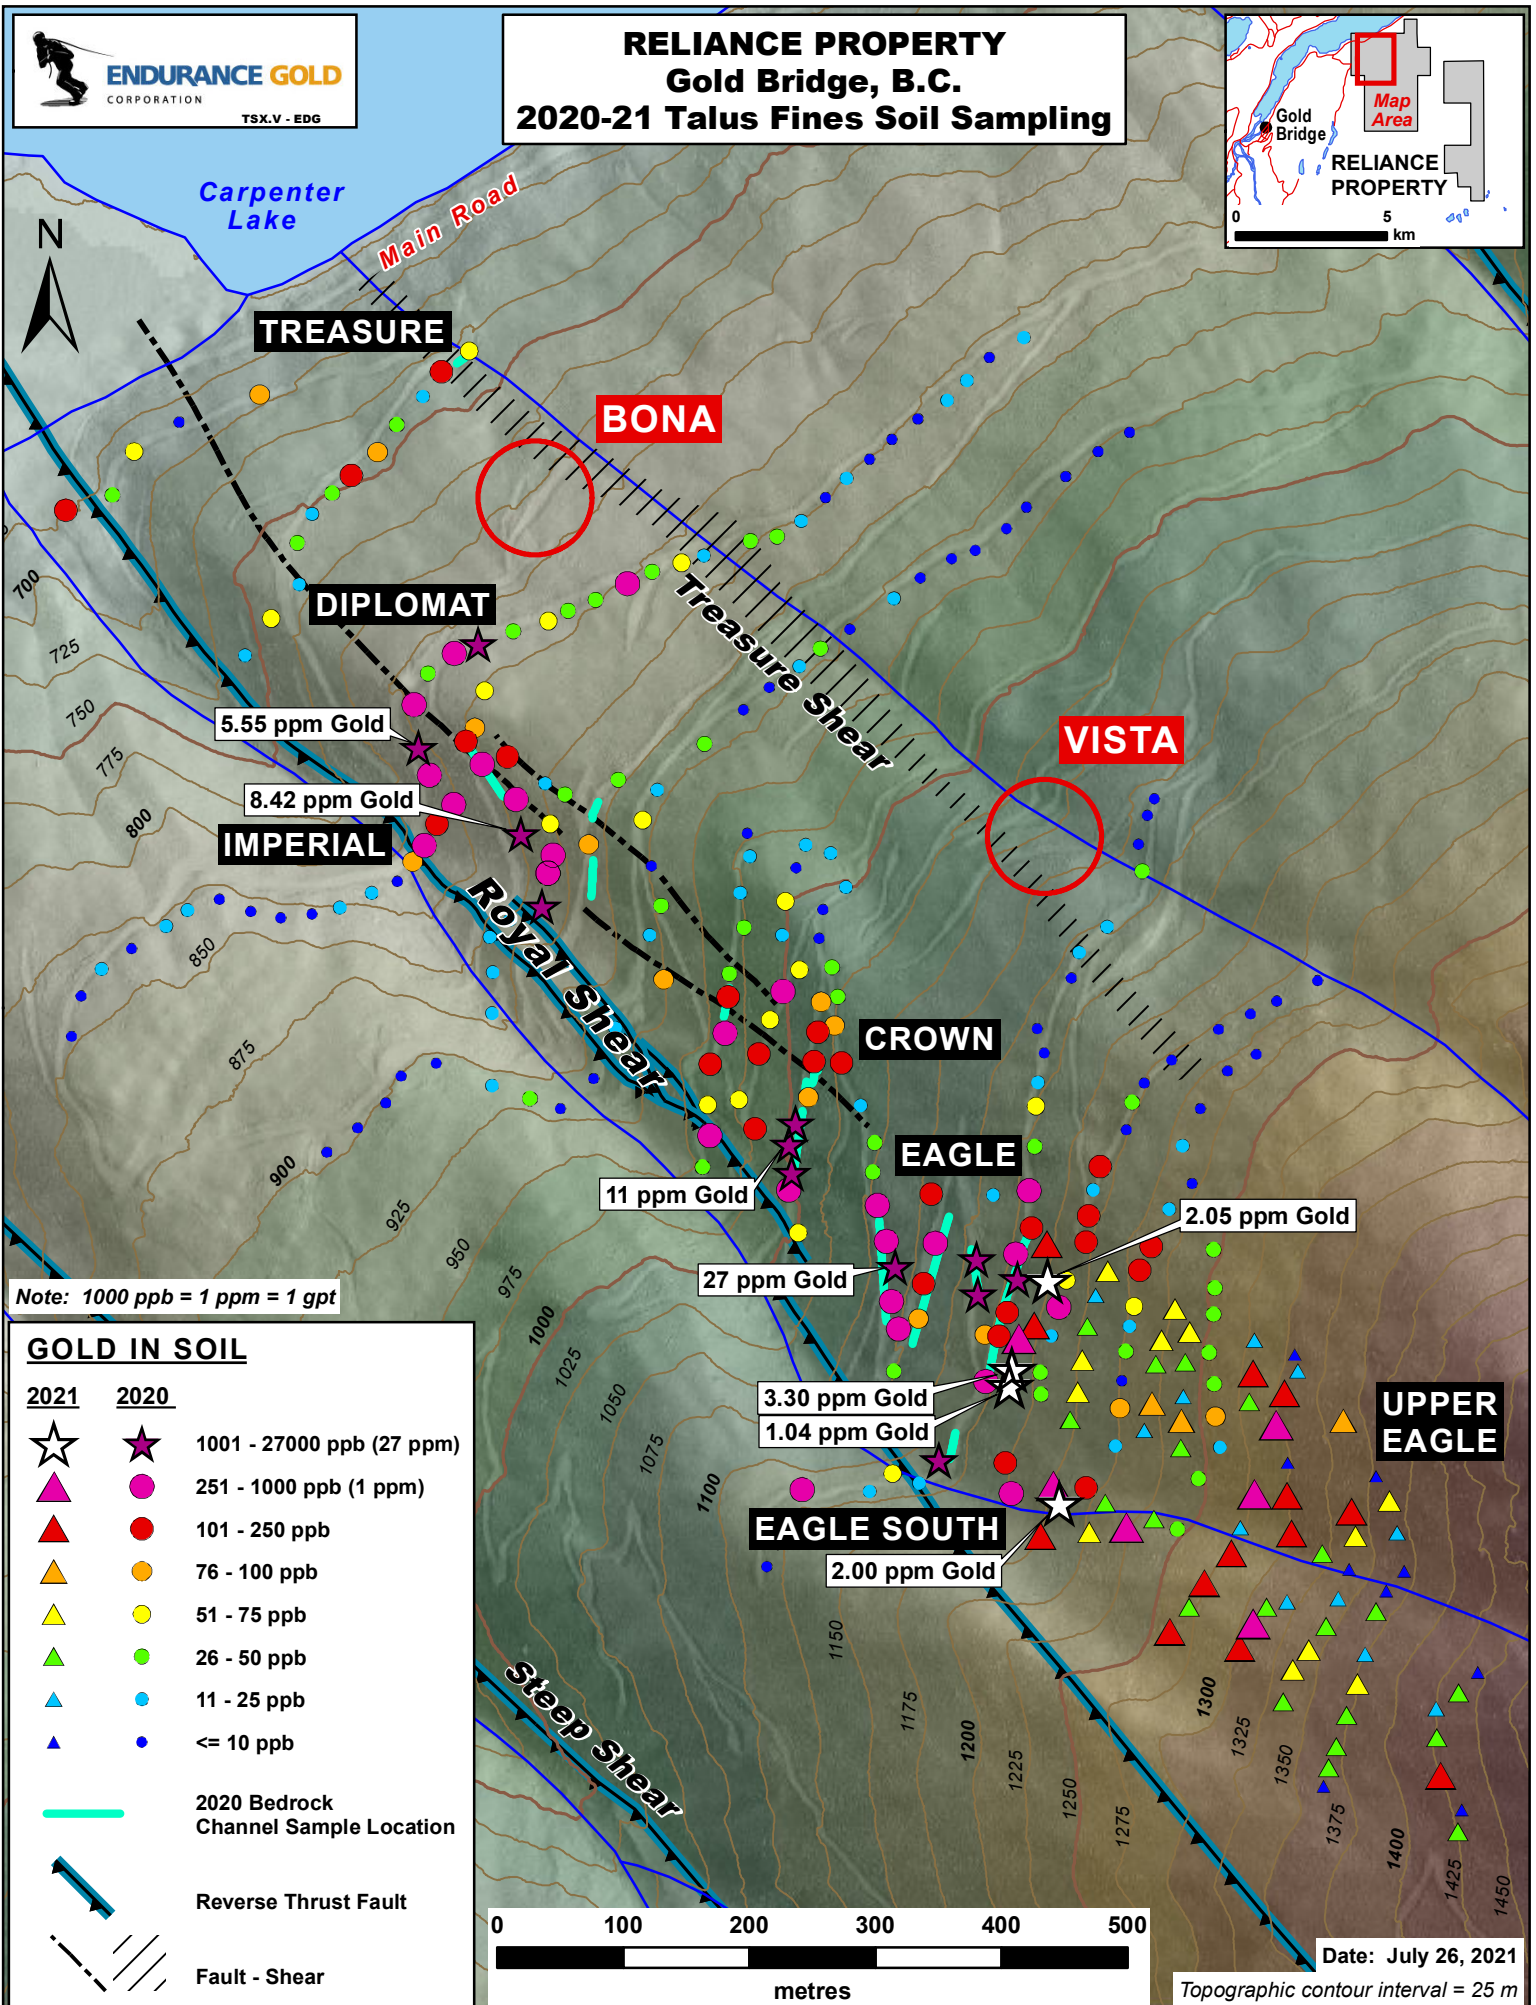 ENDURANCE GOLD
CORPORATION
TSX.V - EDG
RELIANCE PROPERTY
Gold Bridge, B.C.
2020-21 Talus Fines Soil Sampling
Gold
Bridge
Map
Area
RELIANCE
PROPERTY
0 5
km
Carpenter
Lake
Main Road
N
TREASURE
BONA
DIPLOMAT
Treasure Shear
5.55 ppm Gold
VISTA
8.42 ppm Gold
IMPERIAL
Royal Shear
CROWN
EAGLE
11 ppm Gold
2.05 ppm Gold
27 ppm Gold
3.30 ppm Gold
1.04 ppm Gold
UPPER
EAGLE
EAGLE SOUTH
2.00 ppm Gold
Steep Shear
700
725
750
775
800
850
875
900
925
950
975
1000
1025
1050
1075
1100
1150
1175
1200
1225
1250
1275
1300
1325
1350
1375
1400
1425
1450
Note: 1000 ppb = 1 ppm = 1 gpt
GOLD IN SOIL
2021 2020
1001 - 27000 ppb (27 ppm)
251 - 1000 ppb (1 ppm)
101 - 250 ppb
76 - 100 ppb
51 - 75 ppb
26 - 50 ppb
11 - 25 ppb
<= 10 ppb
2020 Bedrock
Channel Sample Location
Reverse Thrust Fault
Fault - Shear
0 100 200 300 400 500
metres
Date: July 26, 2021
Topographic contour interval = 25 m